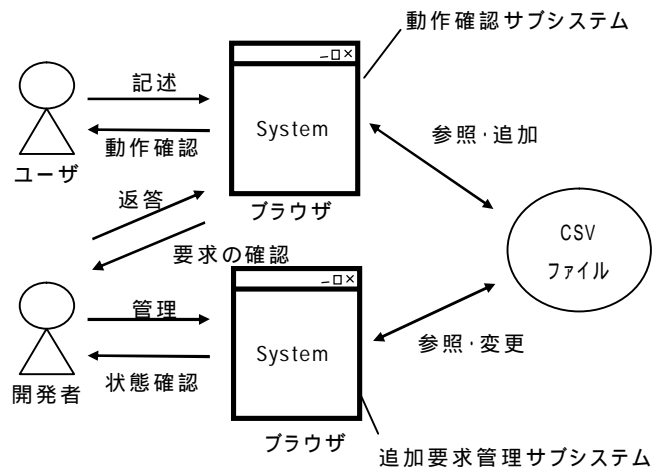 動作確認サブシステム
記述
System
動作確認
参照・追加
ユーザ
返答
ブラウザ
CSV
ファイル
要求の確認
管理
System
参照・変更
状態確認
開発者
ブラウザ
追加要求管理サブシステム